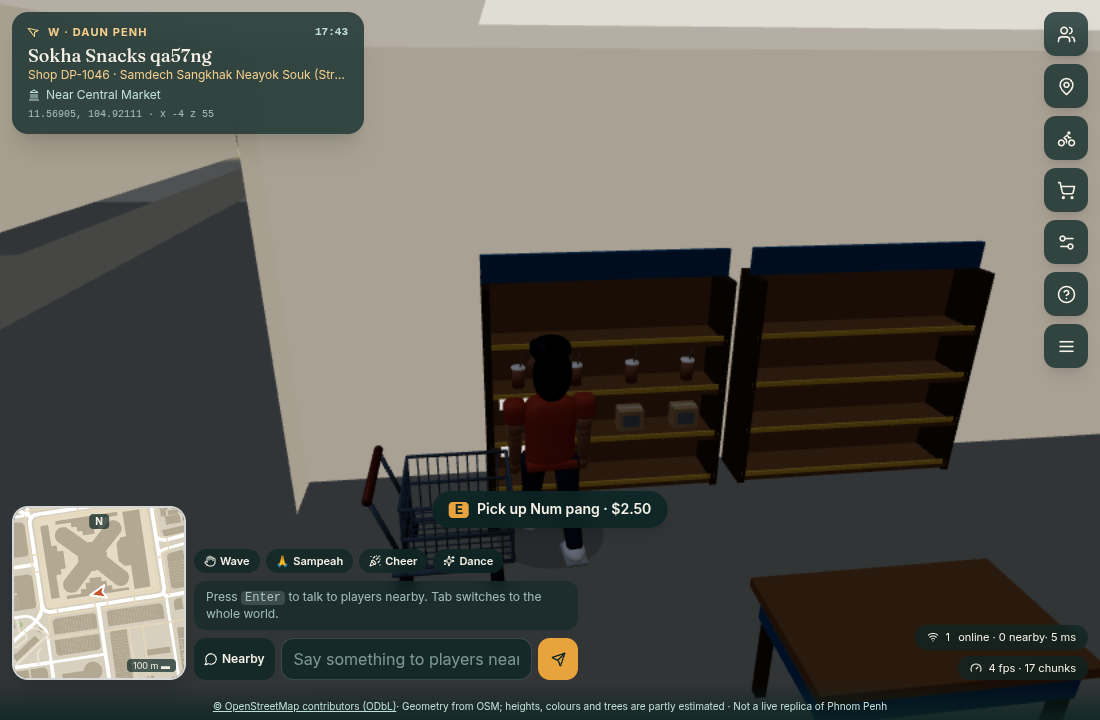 W · DAUN PENH
17:43
Sokha Snacks qa57ng
Shop DP-1046 · Samdech Sangkhak Neayok Souk (Str...
Near Central Market
11.56905, 104.92111 · x -4 z 55
E Pick up Num pang · $2.50
N
100 m
Wave
Sampeah
Cheer
Dance
Press Enter to talk to players nearby. Tab switches to the
whole world.
Nearby
Say something to players near
1 online · 0 nearby · 5 ms
4 fps · 17 chunks
© OpenStreetMap contributors (ODbL) · Geometry from OSM; heights, colours and trees are partly estimated · Not a live replica of Phnom Penh